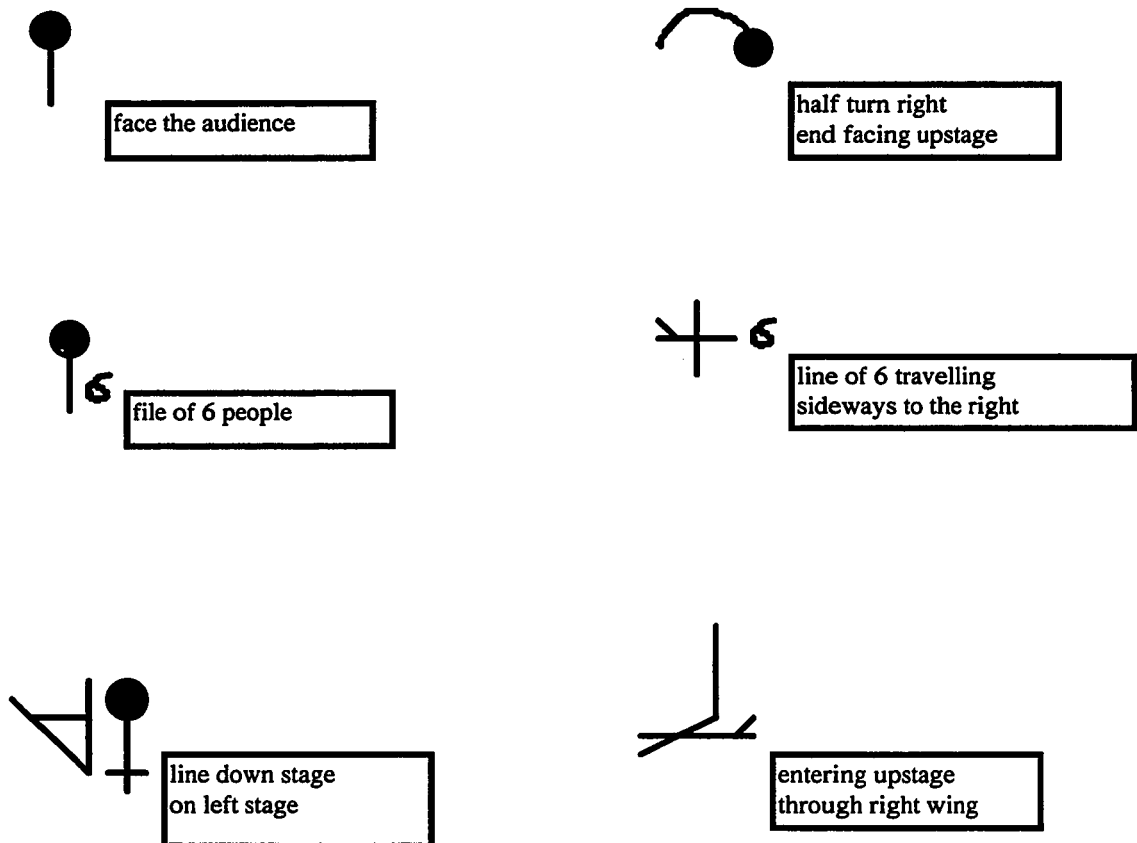 face the audience
half turn right
end facing upstage
6
file of 6 people
6
line of 6 travelling
sideways to the right
line down stage
on left stage
entering upstage
through right wing